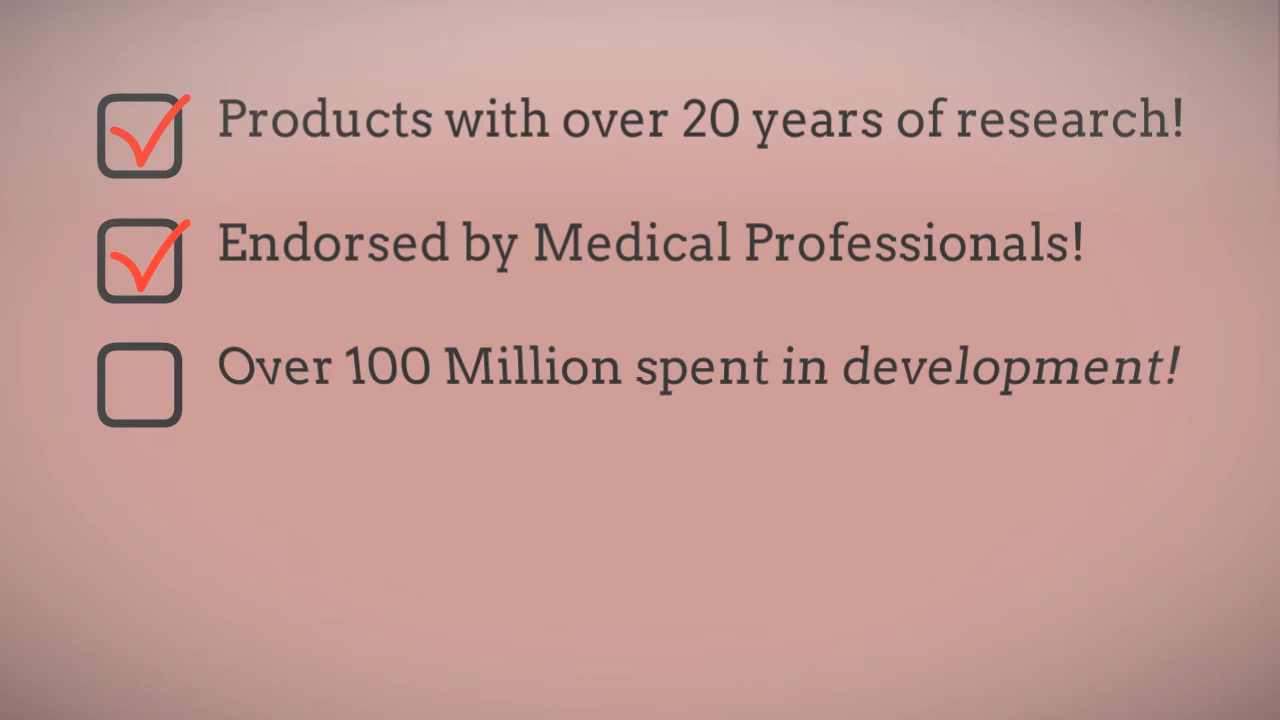 Products with over 20 years of research!
Endorsed by Medical Professionals!
Over 100 Million spent in development!